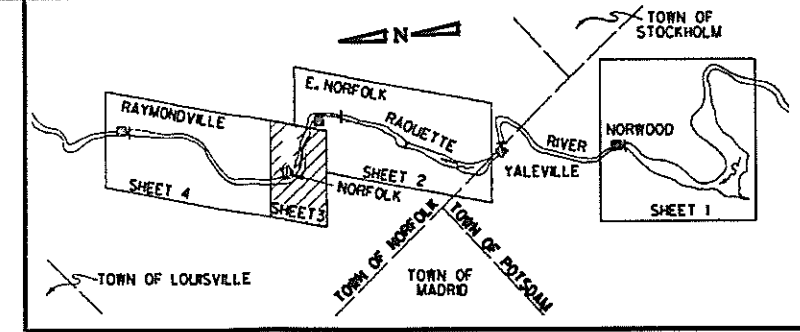 N
TOWN OF
STOCKHOLM
E. NORFOLK
RAYMONDVILLE
RAQUETTE
RIVER
NORWOOD
YALEVILLE
SHEET 4
SHEET 3
NORFOLK
SHEET 2
SHEET 1
TOWN OF NORFOLK
TOWN OF POTSDAM
TOWN OF
MADRID
TOWN OF LOUISVILLE